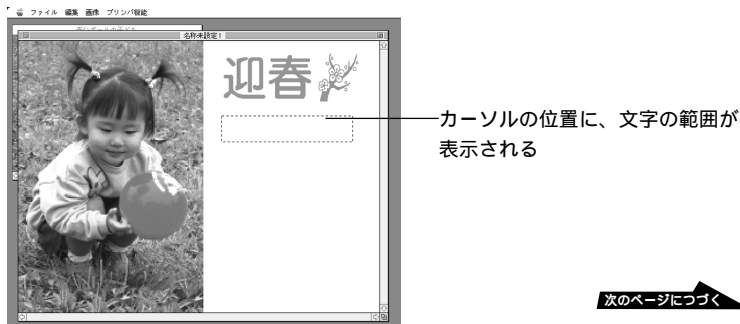 ファイル 編集 画像 プリンタ機能
名称未設定1
迎春
カーソルの位置に、文字の範囲が
表示される
次のページにつづく